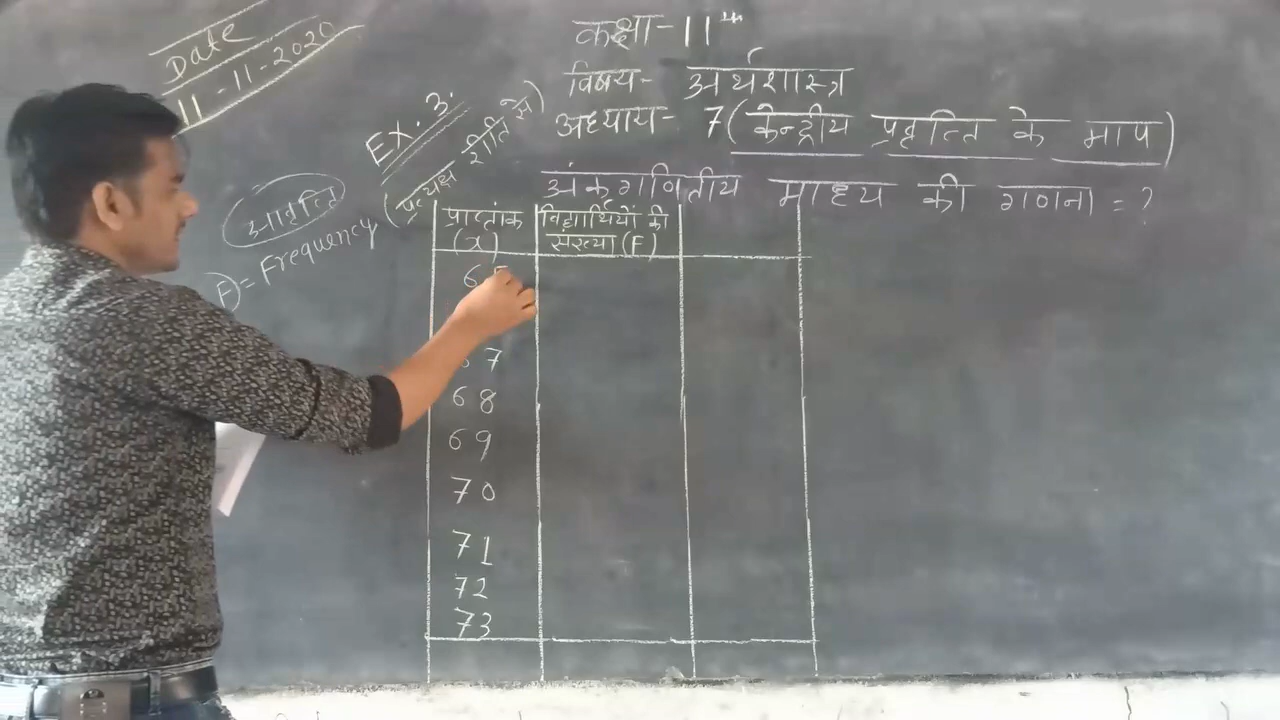 Date
11-11-2020
कक्षा-11th
विषय- अर्थशास्त्र
अध्याय- 7(केन्द्रीय प्रवृत्ति के माप)
Ex. 3.
(प्रत्यक्ष रीति से)
अंकगणितीय माध्य की गणना = ?
आवृत्ति
F) = Frequency
प्राप्तांक (x)
विद्यार्थियों की संख्या (F)
67
68
69
70
71
72
73